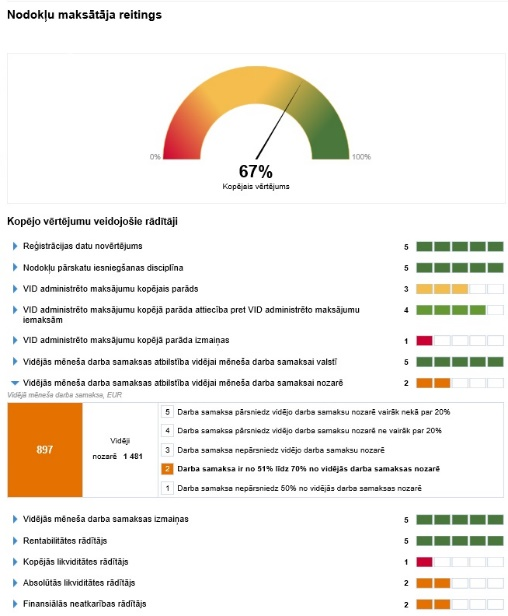 Nodokļu maksātāja reitings
0%
100%
67%
Kopējais vērtējums
Kopējo vērtējumu veidojošie rādītāji
Reģistrācijas datu novērtējums 5
Nodokļu pārskatu iesniegšanas disciplīna 5
VID administrēto maksājumu kopējais parāds 3
VID administrēto maksājumu kopējā parāda attiecība pret VID administrēto maksājumu 4
iemaksām
VID administrēto maksājumu kopējā parāda izmaiņas 1
Vidējās mēneša darba samaksas atbilstība vidējai mēneša darba samaksai valstī 5
Vidējās mēneša darba samaksas atbilstība vidējai mēneša darba samaksai nozarē 2
Vidējā mēneša darba samaksa, EUR
897
Vidēji
nozarē 1 481
5 Darba samaksa pārsniedz vidējo darba samaksu nozarē vairāk nekā par 20%
4 Darba samaksa pārsniedz vidējo darba samaksu nozarē ne vairāk par 20%
3 Darba samaksa nepārsniedz vidējo darba samaksu nozarē
2 Darba samaksa ir no 51% līdz 70% no vidējās darba samaksas nozarē
1 Darba samaksa nepārsniedz 50% no vidējās darba samaksas nozarē
Vidējās mēneša darba samaksas izmaiņas 5
Rentabilitātes rādītājs 5
Kopējās likviditātes rādītājs 1
Absolūtās likviditātes rādītājs 2
Finansiālās neatkarības rādītājs 2